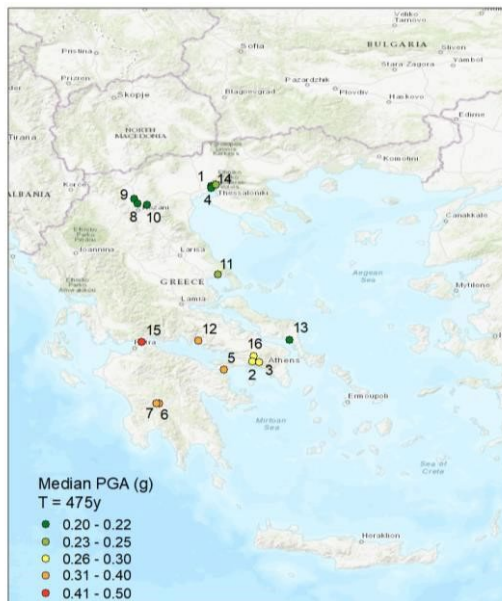 Sofia
BULGARIA
Veliko
Tarnovo
Sliven
Yambol
Stara Zagora
Pristina
Prizren
Pazardzhik
Plovdiv
Haskovo
Skopje
Blagoevgrad
Edirne
Tirana
NORTH
MACEDONIA
Komotini
ALBANIA
1
14
4
Thessaloniki
9
8
10
Canakkale
Ioannina
Larisa
11
Aegean
Sea
Mytilene
GREECE
Lamia
15
12
13
16
Athens
5
2
3
7
6
Ermoupoli
Mirtoan
Sea
Sea of
Crete
Heraklion
Median PGA (g)
T = 475y
0.20 - 0.22
0.23 - 0.25
0.26 - 0.30
0.31 - 0.40
0.41 - 0.50